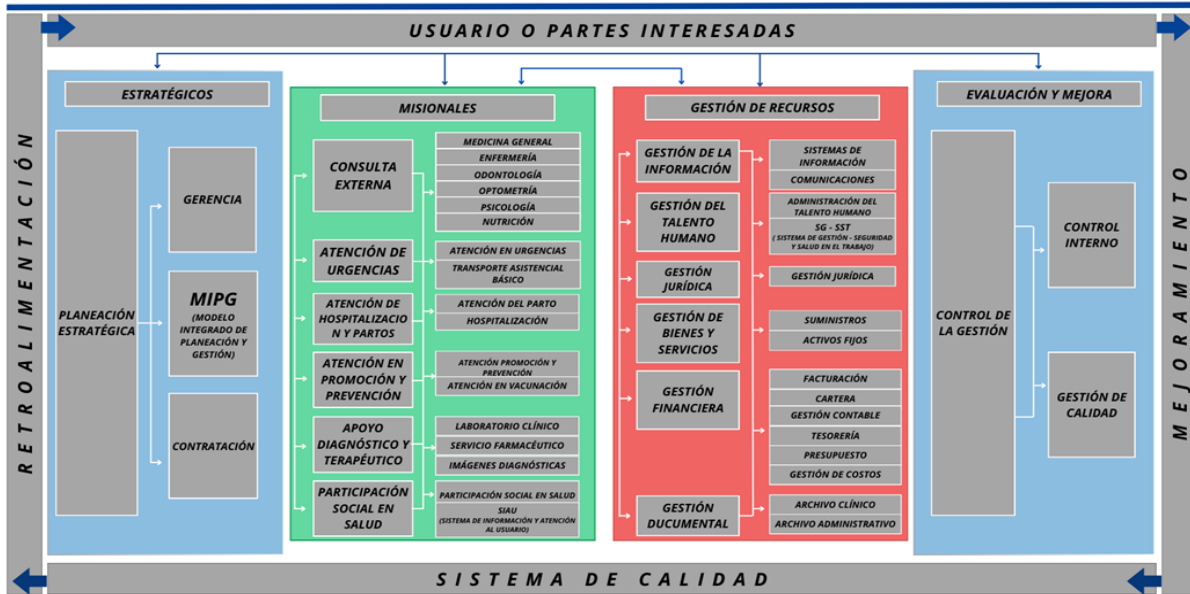 USUARIO O PARTES INTERESADAS
RETROALIMENTACIÓN
ESTRATÉGICOS
PLANEACIÓN
ESTRATÉGICA
GERENCIA
MIPG
(MODELO
INTEGRADO DE
PLANEACIÓN Y
GESTIÓN)
CONTRATACIÓN
MISIONALES
CONSULTA
EXTERNA
MEDICINA GENERAL
ENFERMERÍA
ODONTOLOGÍA
OPTOMETRÍA
PSICOLOGÍA
NUTRICIÓN
ATENCIÓN DE
URGENCIAS
ATENCIÓN EN URGENCIAS
TRANSPORTE ASISTENCIAL
BÁSICO
ATENCIÓN DE
HOSPITALIZACIO
N Y PARTOS
ATENCIÓN DEL PARTO
HOSPITALIZACIÓN
ATENCIÓN EN
PROMOCIÓN Y
PREVENCIÓN
ATENCIÓN PROMOCIÓN Y
PREVENCIÓN
ATENCIÓN EN VACUNACIÓN
APOYO
DIAGNÓSTICO Y
TERAPÉUTICO
LABORATORIO CLÍNICO
SERVICIO FARMACÉUTICO
IMÁGENES DIAGNÓSTICAS
PARTICIPACIÓN
SOCIAL EN
SALUD
PARTICIPACIÓN SOCIAL EN SALUD
SIAU
(SISTEMA DE INFORMACIÓN Y ATENCIÓN
AL USUARIO)
GESTIÓN DE RECURSOS
GESTIÓN DE LA
INFORMACIÓN
SISTEMAS DE
INFORMACIÓN
COMUNICACIONES
GESTIÓN DEL
TALENTO
HUMANO
ADMINISTRACIÓN DEL
TALENTO HUMANO
SG - SST
( SISTEMA DE GESTIÓN - SEGURIDAD
Y SALUD EN EL TRABAJO)
GESTIÓN
JURÍDICA
GESTIÓN JURÍDICA
GESTIÓN DE
BIENES Y
SERVICIOS
SUMINISTROS
ACTIVOS FIJOS
GESTIÓN
FINANCIERA
FACTURACIÓN
CARTERA
GESTIÓN CONTABLE
TESORERÍA
PRESUPUESTO
GESTIÓN DE COSTOS
GESTIÓN
DUCUMENTAL
ARCHIVO CLÍNICO
ARCHIVO ADMINISTRATIVO
EVALUACIÓN Y MEJORA
CONTROL DE
LA GESTIÓN
CONTROL
INTERNO
GESTIÓN DE
CALIDAD
MEJORAMIENTO
SISTEMA DE CALIDAD